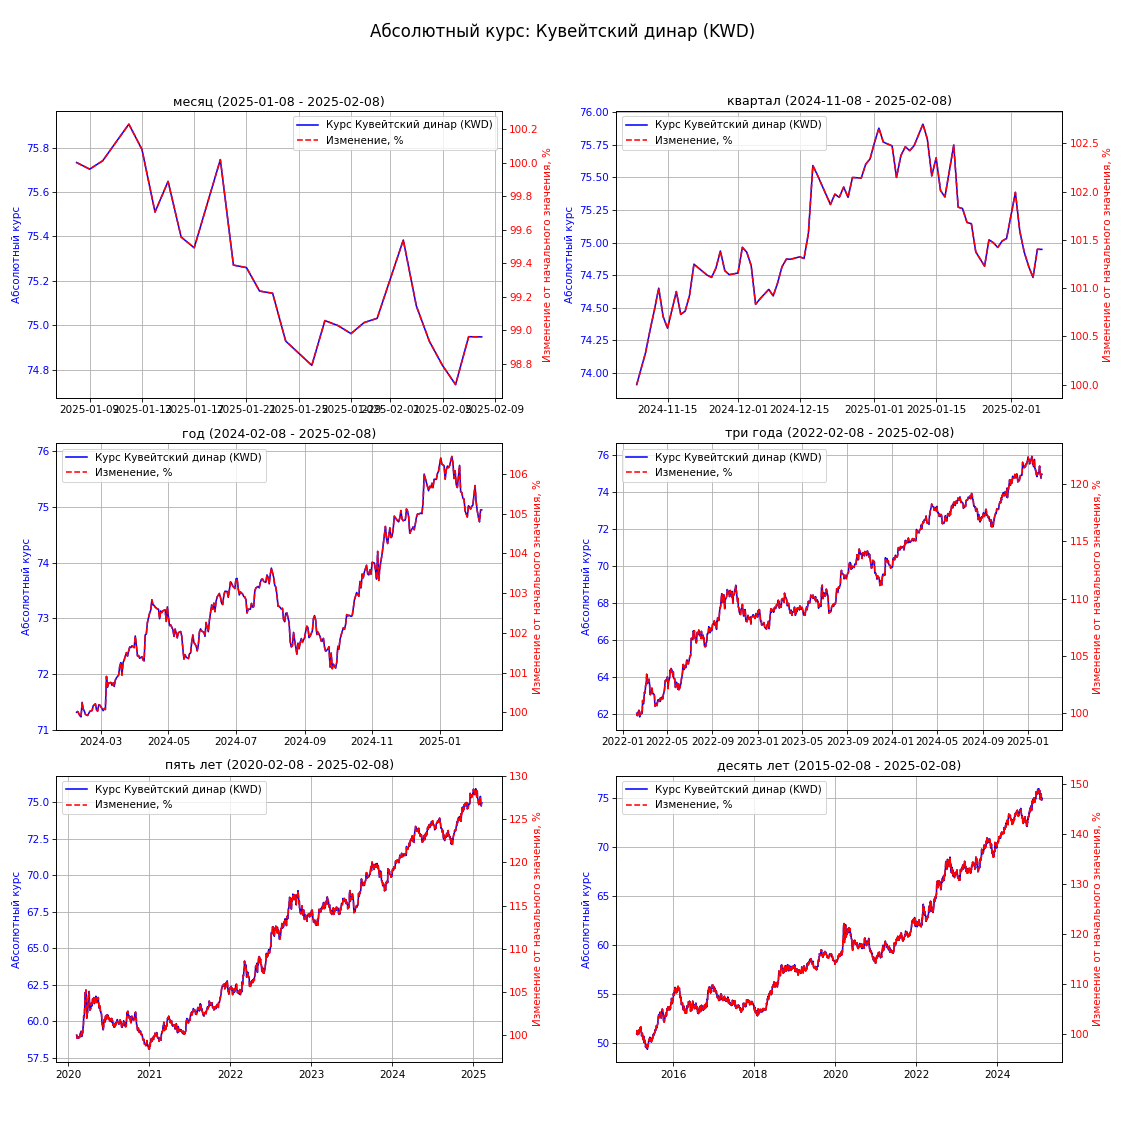 Абсолютный курс: Кувейтский динар (KWD)
месяц (2025-01-08 - 2025-02-08)
Курс Кувейтский динар (KWD)
Изменение, %
Абсолютный курс
75.8
75.6
75.4
75.2
75.0
74.8
100.2
100.0
99.8
99.6
99.4
99.2
99.0
98.8
Изменение от начального значения, %
2025-01-09 2025-01-13 2025-01-17 2025-01-21 2025-01-25 2025-01-29 2025-02-01 2025-02-05 2025-02-09
квартал (2024-11-08 - 2025-02-08)
Курс Кувейтский динар (KWD)
Изменение, %
Абсолютный курс
76.00
75.75
75.50
75.25
75.00
74.75
74.50
74.25
74.00
102.5
102.0
101.5
101.0
100.5
100.0
Изменение от начального значения, %
2024-11-15 2024-12-01 2024-12-15 2025-01-01 2025-01-15 2025-02-01
год (2024-02-08 - 2025-02-08)
Курс Кувейтский динар (KWD)
Изменение, %
Абсолютный курс
76
75
74
73
72
71
106
105
104
103
102
101
100
Изменение от начального значения, %
2024-03 2024-05 2024-07 2024-09 2024-11 2025-01
три года (2022-02-08 - 2025-02-08)
Курс Кувейтский динар (KWD)
Изменение, %
Абсолютный курс
76
74
72
70
68
66
64
62
120
115
110
105
100
Изменение от начального значения, %
2022-01 2022-05 2022-09 2023-01 2023-05 2023-09 2024-01 2024-05 2024-09 2025-01
пять лет (2020-02-08 - 2025-02-08)
Курс Кувейтский динар (KWD)
Изменение, %
Абсолютный курс
75.0
72.5
70.0
67.5
65.0
62.5
60.0
57.5
130
125
120
115
110
105
100
Изменение от начального значения, %
2020 2021 2022 2023 2024 2025
десять лет (2015-02-08 - 2025-02-08)
Курс Кувейтский динар (KWD)
Изменение, %
Абсолютный курс
75
70
65
60
55
50
150
140
130
120
110
100
Изменение от начального значения, %
2016 2018 2020 2022 2024